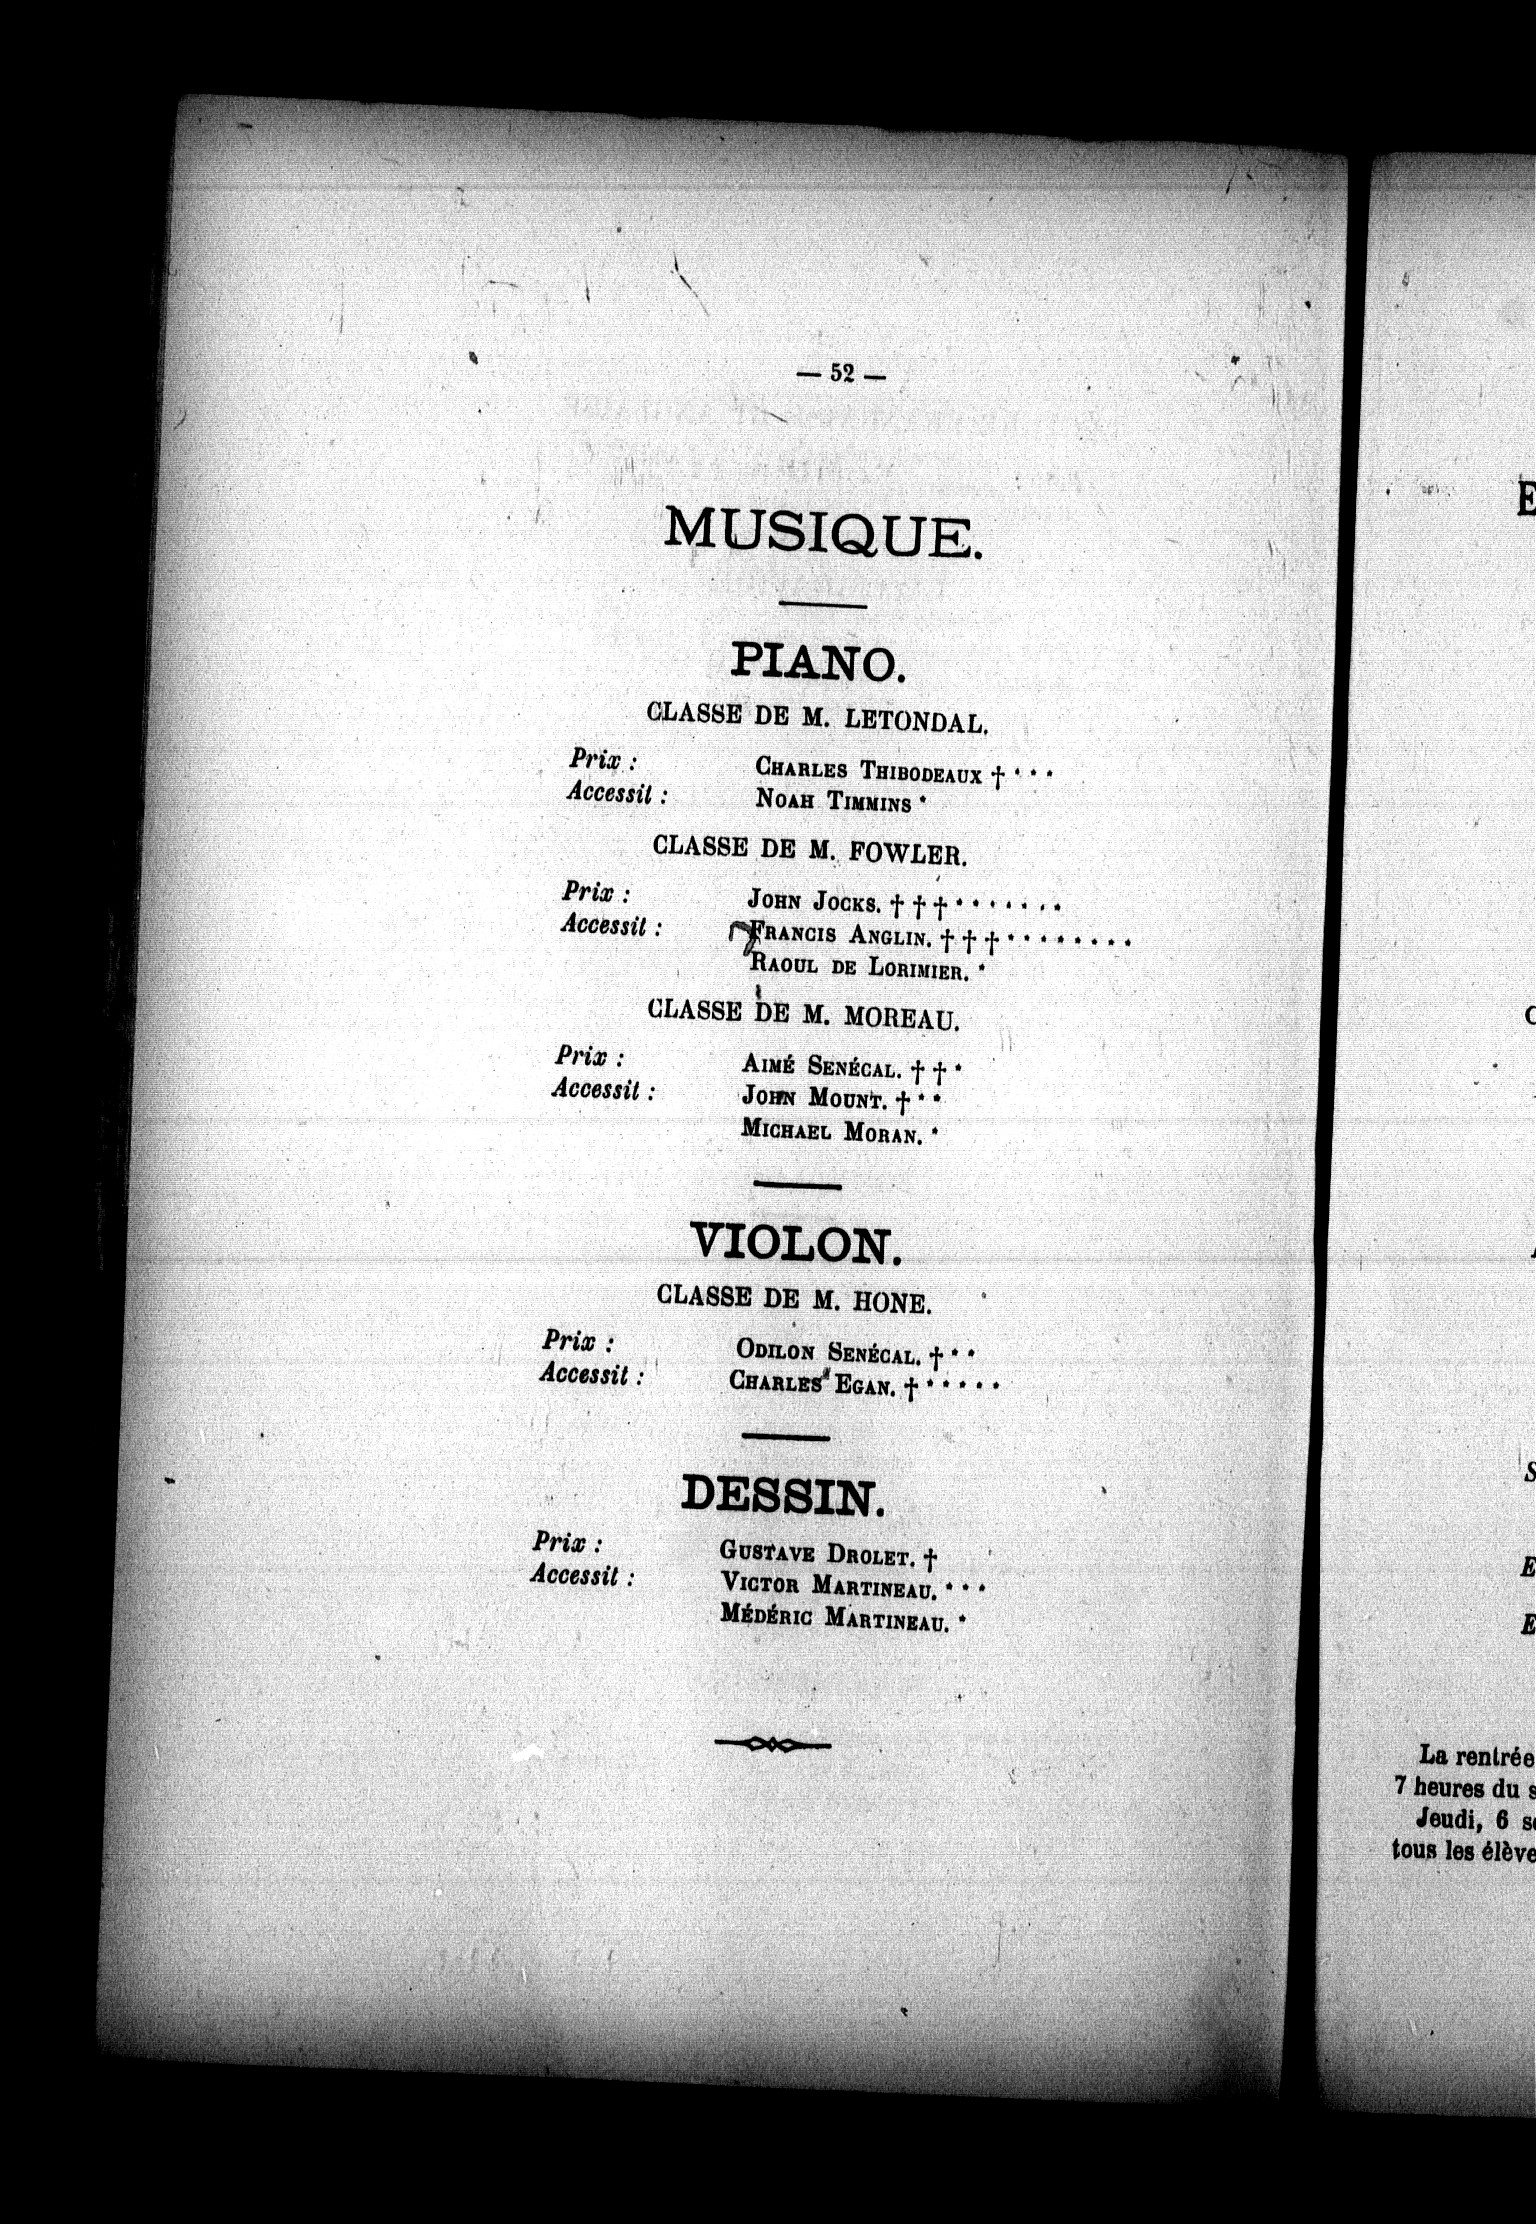 — 52 —
MUSIQUE.
PIANO.
CLASSE DE M. LETONDAL.
Prix : CHARLES THIBODEAUX † * * *
Accessit : NOAH TIMMINS *
CLASSE DE M. FOWLER.
Prix : JOHN JOCKS. † † † * * * * * * *
Accessit : FRANCIS ANGLIN. † † † * * * * * * * *
RAOUL DE LORIMIER. *
CLASSE DE M. MOREAU.
Prix : AIMÉ SENÉCAL. † † *
Accessit : JOHN MOUNT. † * *
MICHAEL MORAN. *
VIOLON.
CLASSE DE M. HONE.
Prix : ODILON SENÉCAL. † * *
Accessit : CHARLES EGAN. † * * * * *
DESSIN.
Prix : GUSTAVE DROLET. †
Accessit : VICTOR MARTINEAU. * * *
MÉDÉRIC MARTINEAU. *
La rentrée
7 heures du s
Jeudi, 6 se
tous les élève